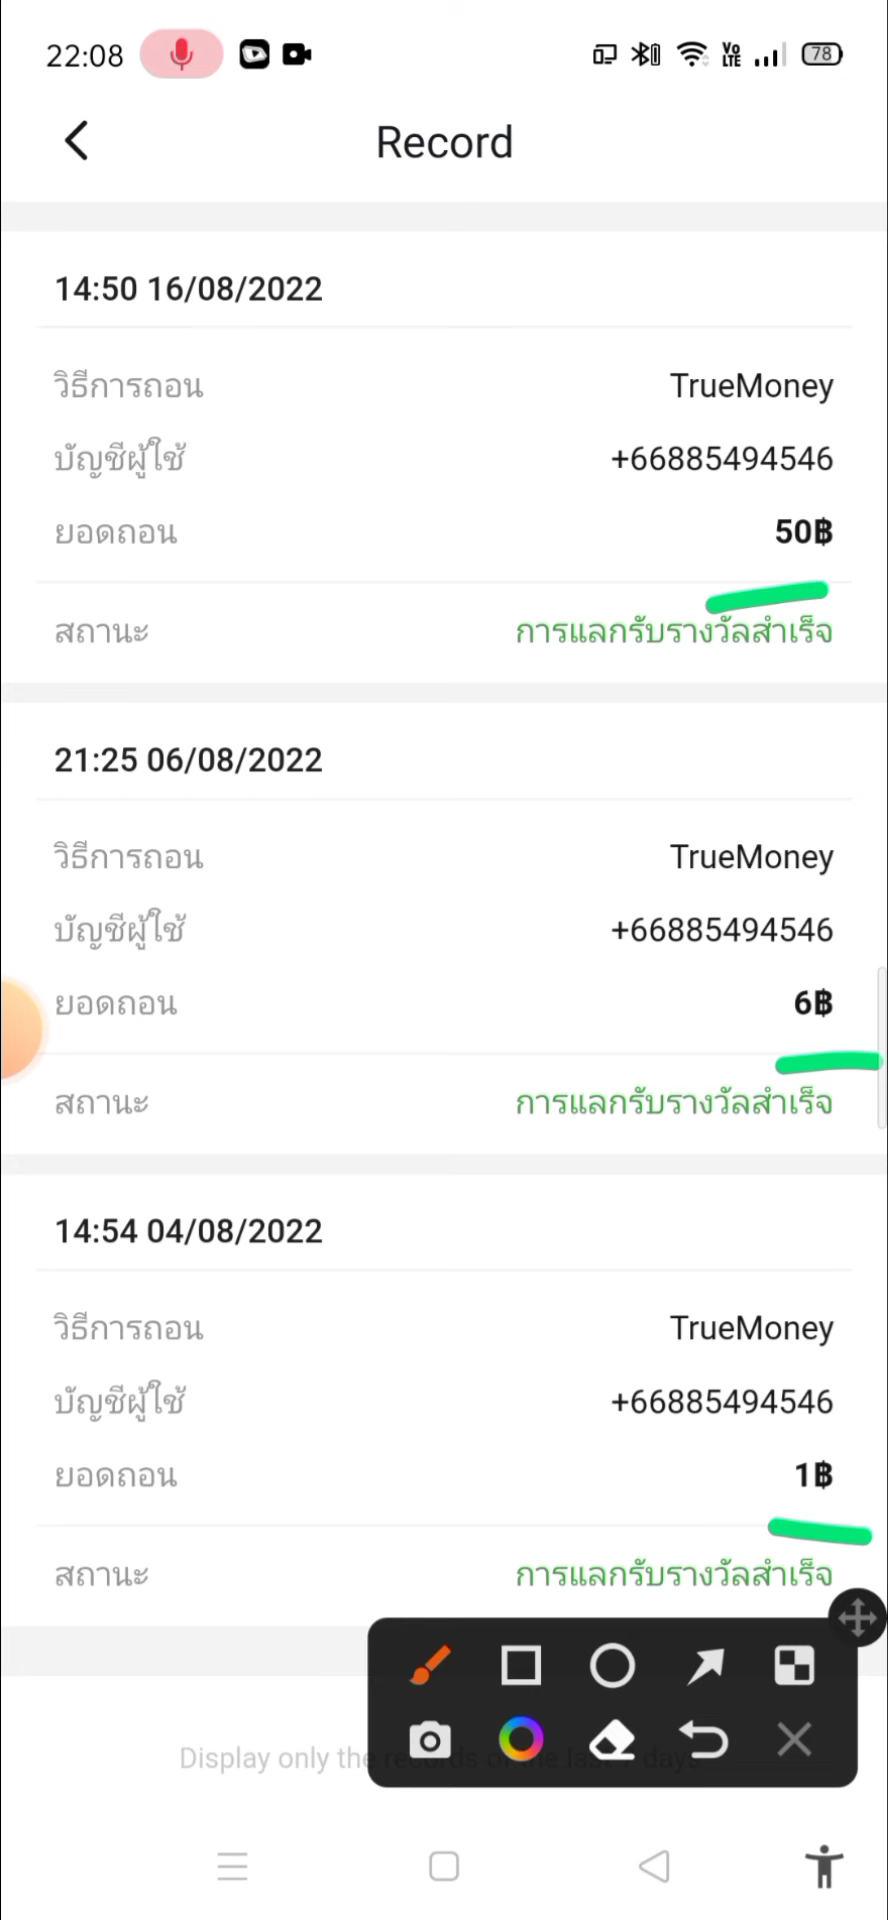 22:08
VO
LTE
78
Record
14:50 16/08/2022
วิธีการถอน TrueMoney
บัญชีผู้ใช้ +66885494546
ยอดถอน 50฿
สถานะ การแลกรับรางวัลสำเร็จ
21:25 06/08/2022
วิธีการถอน TrueMoney
บัญชีผู้ใช้ +66885494546
ยอดถอน 6฿
สถานะ การแลกรับรางวัลสำเร็จ
14:54 04/08/2022
วิธีการถอน TrueMoney
บัญชีผู้ใช้ +66885494546
ยอดถอน 1฿
สถานะ การแลกรับรางวัลสำเร็จ
Display only the records of the last days